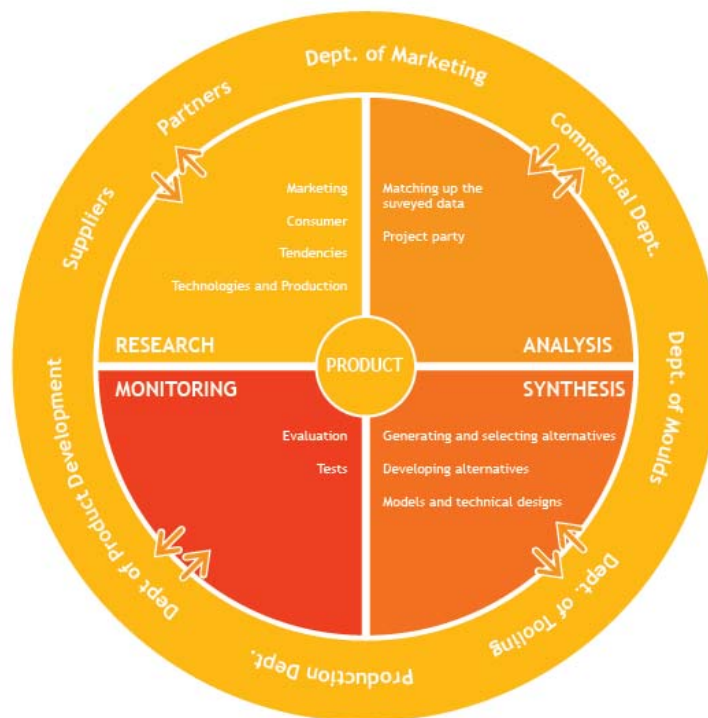 Dept. of Marketing
Partners
Commercial Dept.
Suppliers
Marketing
Consumer
Tendencies
Technologies and Production
Matching up the
suveyed data
Project party
RESEARCH
ANALYSIS
PRODUCT
MONITORING
SYNTHESIS
Evaluation
Tests
Generating and selecting alternatives
Developing alternatives
Models and technical designs
Dept. of Moulds
Dept of Product Development
Dept. of Tooling
Production Dept.